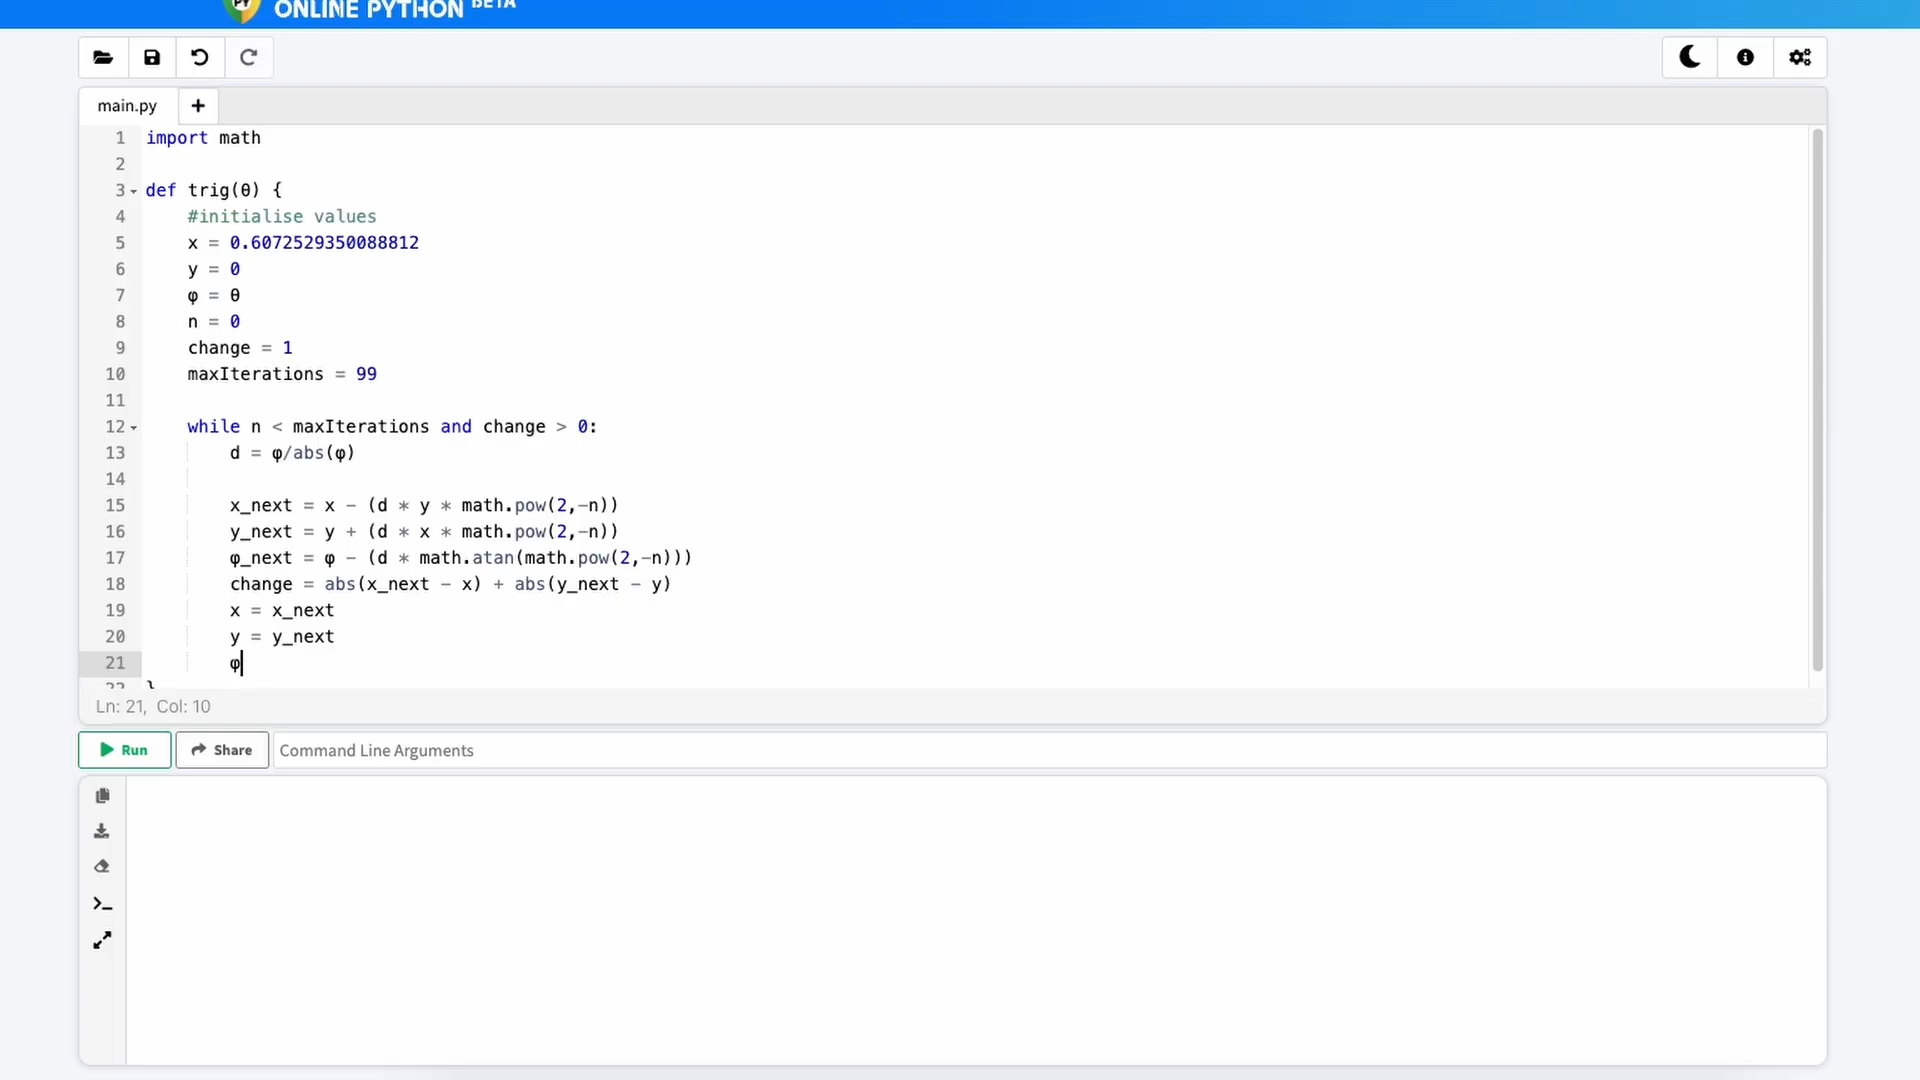 ONLINE PYTHON BETA
main.py +
1 import math
2
3 def trig(θ) {
4     #initialise values
5     x = 0.6072529350088812
6     y = 0
7     φ = θ
8     n = 0
9     change = 1
10     maxIterations = 99
11
12     while n < maxIterations and change > 0:
13         d = φ/abs(φ)
14
15         x_next = x - (d * y * math.pow(2,-n))
16         y_next = y + (d * x * math.pow(2,-n))
17         φ_next = φ - (d * math.atan(math.pow(2,-n)))
18         change = abs(x_next - x) + abs(y_next - y)
19         x = x_next
20         y = y_next
21         φ
22 }
Ln: 21, Col: 10
Run Share Command Line Arguments